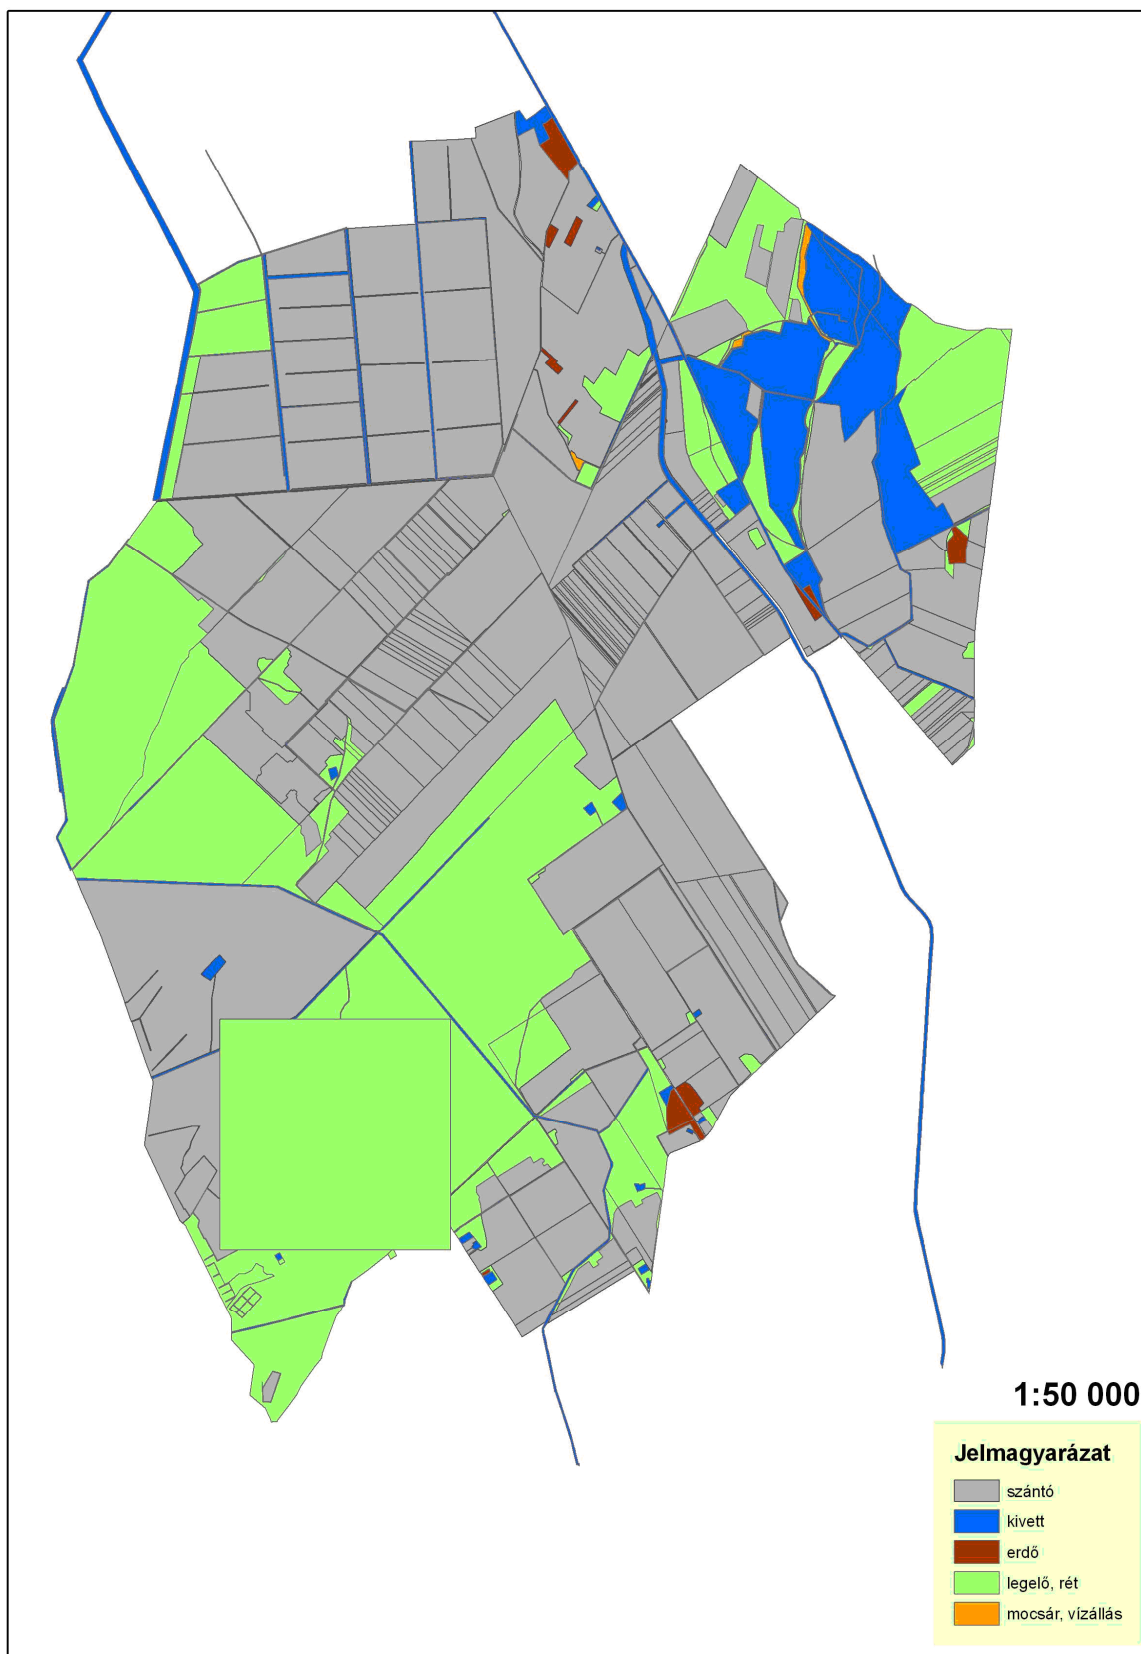 1:50 000
Jelmagyarázat
szántó
kivett
erdő
legelő, rét
mocsár, vízállás